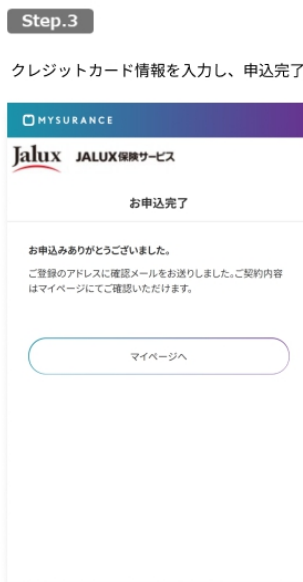 Step.3
クレジットカード情報を入力し、申込完了
MYSURANCE
Jalux JALUX保険サービス
お申込完了
お申込みありがとうございました。
ご登録のアドレスに確認メールをお送りしました。ご契約内容
はマイページにてご確認いただけます。
マイページへ